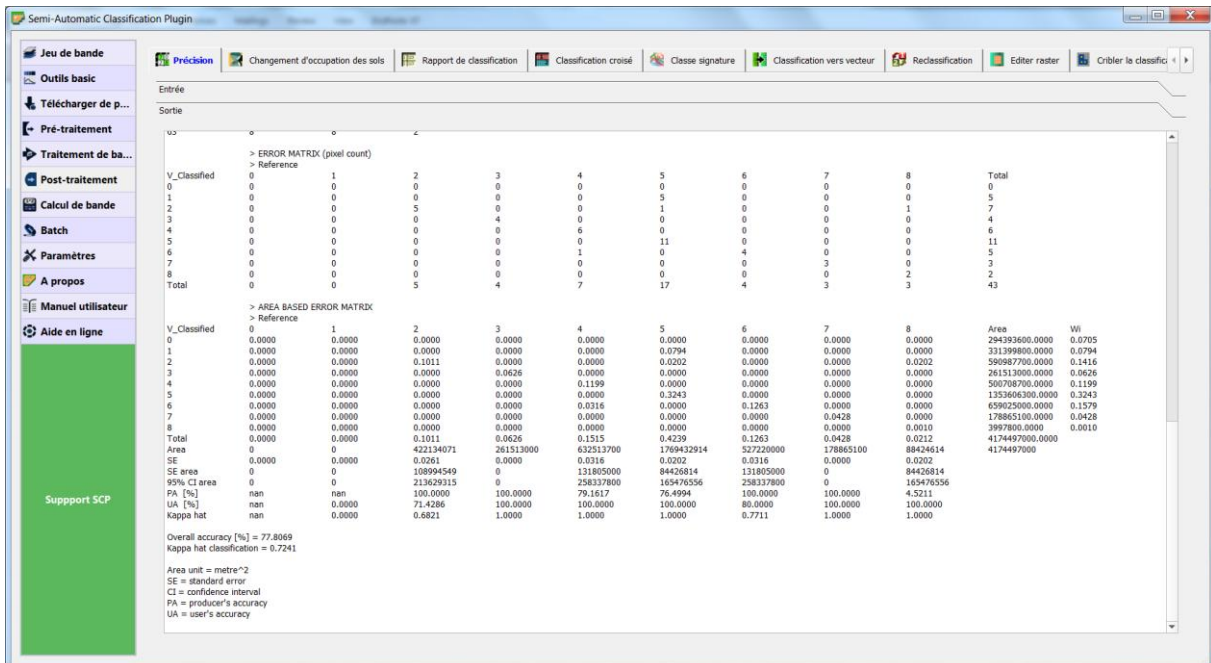 Semi-Automatic Classification Plugin
Jeu de bande
Outils basic
Télécharger de p...
Pré-traitement
Traitement de ba...
Post-traitement
Calcul de bande
Batch
Paramètres
A propos
Manuel utilisateur
Aide en ligne
Suppport SCP
Précision Changement d'occupation des sols Rapport de classification Classification croisé Classe signature Classification vers vecteur Reclassification Editer raster Cribler la classific
Entrée
Sortie
> ERROR MATRIX (pixel count)
> Reference
V_Classified 0 1 2 3 4 5 6 7 8 Total
0 0 0 0 0 0 0 0 0 0 0
1 0 0 0 0 0 5 0 0 0 5
2 0 0 5 0 0 1 0 0 1 7
3 0 0 0 4 0 0 0 0 0 4
4 0 0 0 0 6 0 0 0 0 6
5 0 0 0 0 0 11 0 0 0 11
6 0 0 0 0 1 0 4 0 0 5
7 0 0 0 0 0 0 0 3 0 3
8 0 0 0 0 0 0 0 0 2 2
Total 0 0 5 4 7 17 4 3 3 43
> AREA BASED ERROR MATRIX
> Reference
V_Classified 0 1 2 3 4 5 6 7 8 Area Wi
0 0.0000 0.0000 0.0000 0.0000 0.0000 0.0000 0.0000 0.0000 0.0000 294393600.0000 0.0705
1 0.0000 0.0000 0.0000 0.0000 0.0000 0.0794 0.0000 0.0000 0.0000 331399800.0000 0.0794
2 0.0000 0.0000 0.1011 0.0000 0.0000 0.0202 0.0000 0.0000 0.0202 590987700.0000 0.1416
3 0.0000 0.0000 0.0000 0.0626 0.0000 0.0000 0.0000 0.0000 0.0000 261513000.0000 0.0626
4 0.0000 0.0000 0.0000 0.0000 0.1199 0.0000 0.0000 0.0000 0.0000 500708700.0000 0.1199
5 0.0000 0.0000 0.0000 0.0000 0.0000 0.3243 0.0000 0.0000 0.0000 1353606300.0000 0.3243
6 0.0000 0.0000 0.0000 0.0000 0.0316 0.0000 0.1263 0.0000 0.0000 659025000.0000 0.1579
7 0.0000 0.0000 0.0000 0.0000 0.0000 0.0000 0.0000 0.0428 0.0000 178865100.0000 0.0428
8 0.0000 0.0000 0.0000 0.0000 0.0000 0.0000 0.0000 0.0000 0.0010 3997800.0000 0.0010
Total 0.0000 0.0000 0.1011 0.0626 0.1515 0.4239 0.1263 0.0428 0.0212 4174497000.0000
Area 0 0 422134071 261513000 632513700 1769432914 527220000 178865100 88424614 4174497000
SE 0.0000 0.0000 0.0261 0.0000 0.0316 0.0202 0.0316 0.0000 0.0202
SE area 0 0 108994549 0 131805000 84426814 131805000 0 84426814
95% CI area 0 0 213629315 0 258337800 165476556 258337800 0 165476556
PA [%] nan nan 100.0000 100.0000 79.1617 76.4994 100.0000 100.0000 4.5211
UA [%] nan 0.0000 71.4286 100.0000 100.0000 100.0000 80.0000 100.0000 100.0000
Kappa hat nan 0.0000 0.6821 1.0000 1.0000 1.0000 0.7711 1.0000 1.0000
Overall accuracy [%] = 77.8069
Kappa hat classification = 0.7241
Area unit = metre^2
SE = standard error
CI = confidence interval
PA = producer's accuracy
UA = user's accuracy